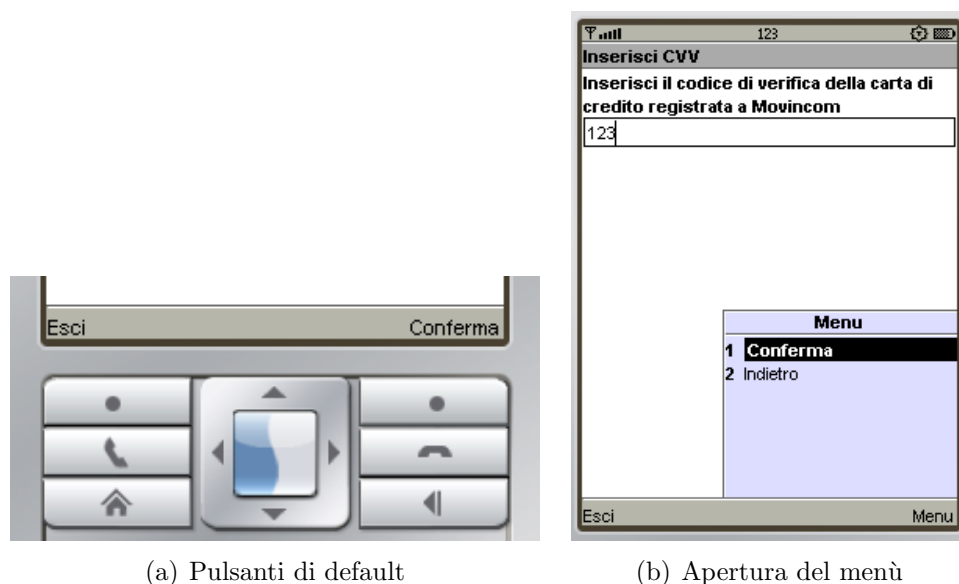 Esci Conferma
(a) Pulsanti di default
123
Inserisci CVV
Inserisci il codice di verifica della carta di
credito registrata a Movincom
123
Menu
1 Conferma
2 Indietro
Esci Menu
(b) Apertura del menù